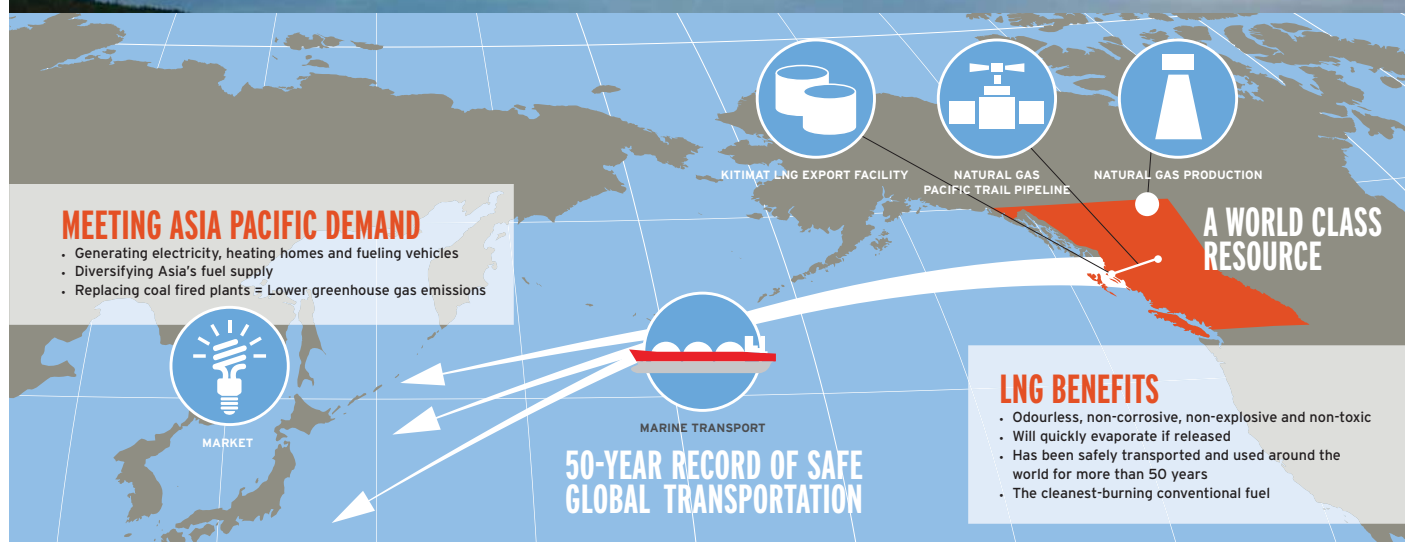 KITIMAT LNG EXPORT FACILITY
NATURAL GAS
PACIFIC TRAIL PIPELINE
NATURAL GAS PRODUCTION
A WORLD CLASS
RESOURCE
MEETING ASIA PACIFIC DEMAND
• Generating electricity, heating homes and fueling vehicles
• Diversifying Asia's fuel supply
• Replacing coal fired plants = Lower greenhouse gas emissions
MARKET
MARINE TRANSPORT
50-YEAR RECORD OF SAFE
GLOBAL TRANSPORTATION
LNG BENEFITS
• Odourless, non-corrosive, non-explosive and non-toxic
• Will quickly evaporate if released
• Has been safely transported and used around the
world for more than 50 years
• The cleanest-burning conventional fuel